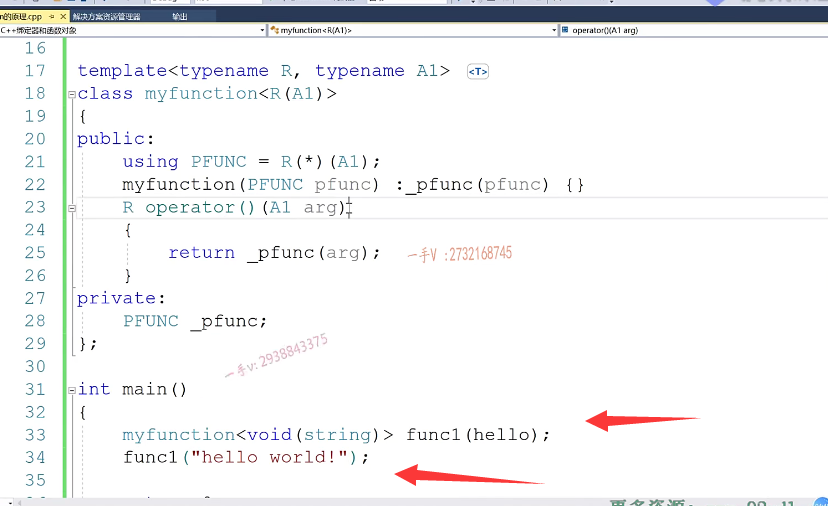 n的原理.cpp 解决方案资源管理器 输出
C++绑定器和函数对象 myfunction<R(A1)> operator()(A1 arg)
16
17 template<typename R, typename A1> <T>
18 class myfunction<R(A1)>
19 {
20 public:
21 using PFUNC = R(*)(A1);
22 myfunction(PFUNC pfunc) :_pfunc(pfunc) {}
23 R operator()(A1 arg)
24 {
25 return _pfunc(arg); 一手V :2732168745
26 }
27 private:
28 PFUNC _pfunc;
29 };
30 一手v: 2938843375
31 int main()
32 {
33 myfunction<void(string)> func1(hello);
34 func1("hello world!");
35